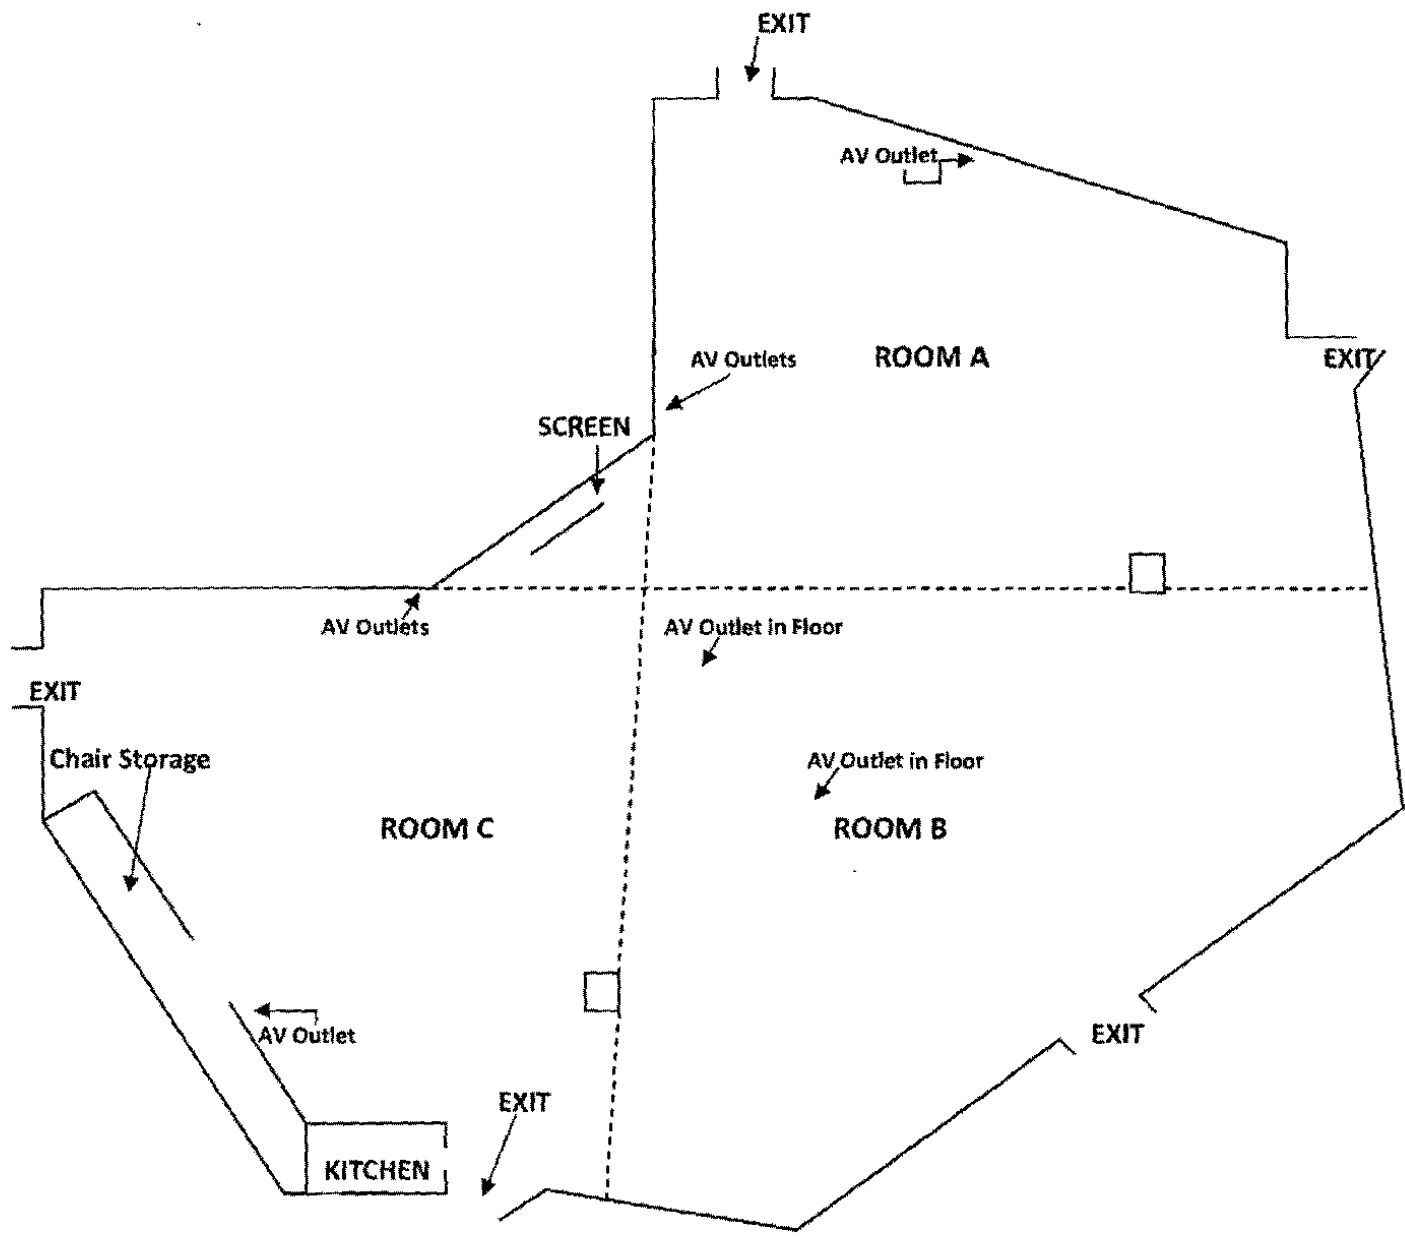 EXIT
AV Outlet
AV Outlets
ROOM A
EXIT
SCREEN
AV Outlets
AV Outlet in Floor
EXIT
Chair Storage
AV Outlet in Floor
ROOM C
ROOM B
AV Outlet
EXIT
EXIT
KITCHEN